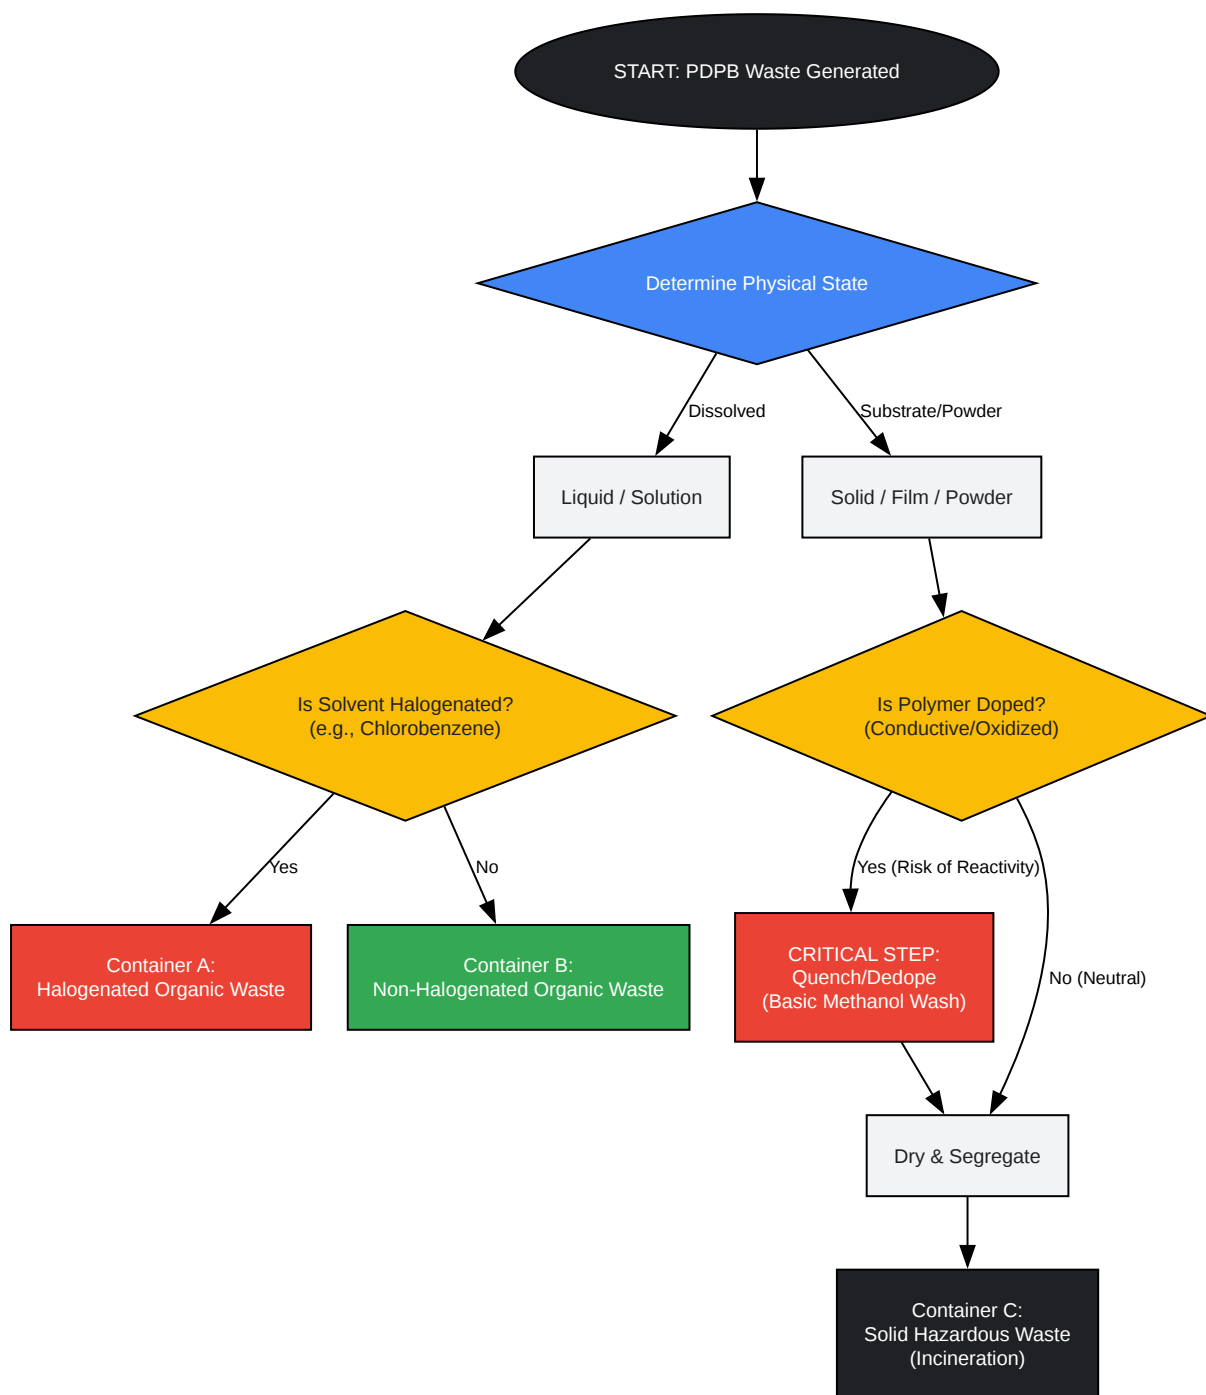 START: PDPB Waste Generated
Determine Physical State
Dissolved
Substrate/Powder
Liquid / Solution
Solid / Film / Powder
Is Solvent Halogenated?
(e.g., Chlorobenzene)
Is Polymer Doped?
(Conductive/Oxidized)
Yes
No
Yes (Risk of Reactivity)
Container A:
Halogenated Organic Waste
Container B:
Non-Halogenated Organic Waste
CRITICAL STEP:
Quench/Dedope
(Basic Methanol Wash)
No (Neutral)
Dry & Segregate
Container C:
Solid Hazardous Waste
(Incineration)